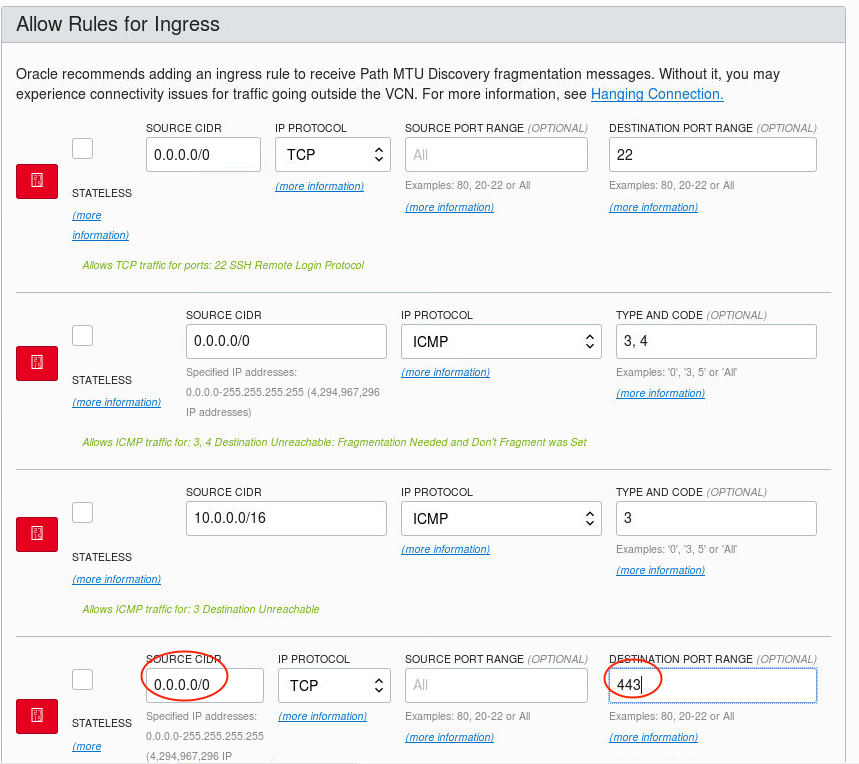 Allow Rules for Ingress
Oracle recommends adding an ingress rule to receive Path MTU Discovery fragmentation messages. Without it, you may
experience connectivity issues for traffic going outside the VCN. For more information, see Hanging Connection.
SOURCE CIDR IP PROTOCOL SOURCE PORT RANGE (OPTIONAL) DESTINATION PORT RANGE (OPTIONAL)
0.0.0.0/0 TCP All 22
(more information) Examples: 80, 20-22 or All Examples: 80, 20-22 or All
STATELESS
(more information) (more information)
(more
information)
Allows TCP traffic for ports: 22 SSH Remote Login Protocol
SOURCE CIDR IP PROTOCOL TYPE AND CODE (OPTIONAL)
0.0.0.0/0 ICMP 3, 4
Specified IP addresses: (more information) Examples: '0', '3, 5' or 'All'
STATELESS
0.0.0.0-255.255.255.255 (4,294,967,296 (more information)
(more information)
IP addresses)
Allows ICMP traffic for: 3, 4 Destination Unreachable: Fragmentation Needed and Don't Fragment was Set
SOURCE CIDR IP PROTOCOL TYPE AND CODE (OPTIONAL)
10.0.0.0/16 ICMP 3
(more information) Examples: '0', '3, 5' or 'All'
STATELESS
(more information)
(more information)
Allows ICMP traffic for: 3 Destination Unreachable
SOURCE CIDR IP PROTOCOL SOURCE PORT RANGE (OPTIONAL) DESTINATION PORT RANGE (OPTIONAL)
0.0.0.0/0 TCP All 443
Specified IP addresses: (more information) Examples: 80, 20-22 or All Examples: 80, 20-22 or All
STATELESS
0.0.0.0-255.255.255.255 (more information) (more information)
(more
(4,294,967,296 IP